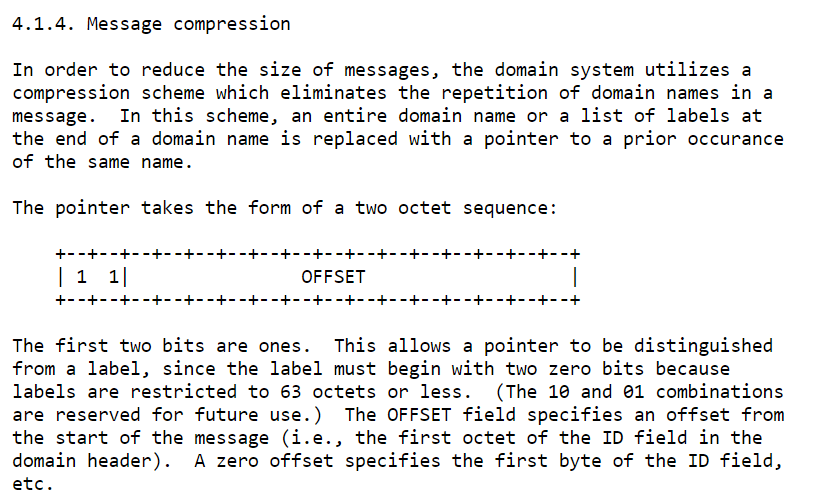 4.1.4. Message compression
In order to reduce the size of messages, the domain system utilizes a
compression scheme which eliminates the repetition of domain names in a
message.  In this scheme, an entire domain name or a list of labels at
the end of a domain name is replaced with a pointer to a prior occurance
of the same name.
The pointer takes the form of a two octet sequence:
+--+--+--+--+--+--+--+--+--+--+--+--+--+--+--+--+
| 1  1|                OFFSET                   |
+--+--+--+--+--+--+--+--+--+--+--+--+--+--+--+--+
The first two bits are ones.  This allows a pointer to be distinguished
from a label, since the label must begin with two zero bits because
labels are restricted to 63 octets or less.  (The 10 and 01 combinations
are reserved for future use.)  The OFFSET field specifies an offset from
the start of the message (i.e., the first octet of the ID field in the
domain header).  A zero offset specifies the first byte of the ID field,
etc.